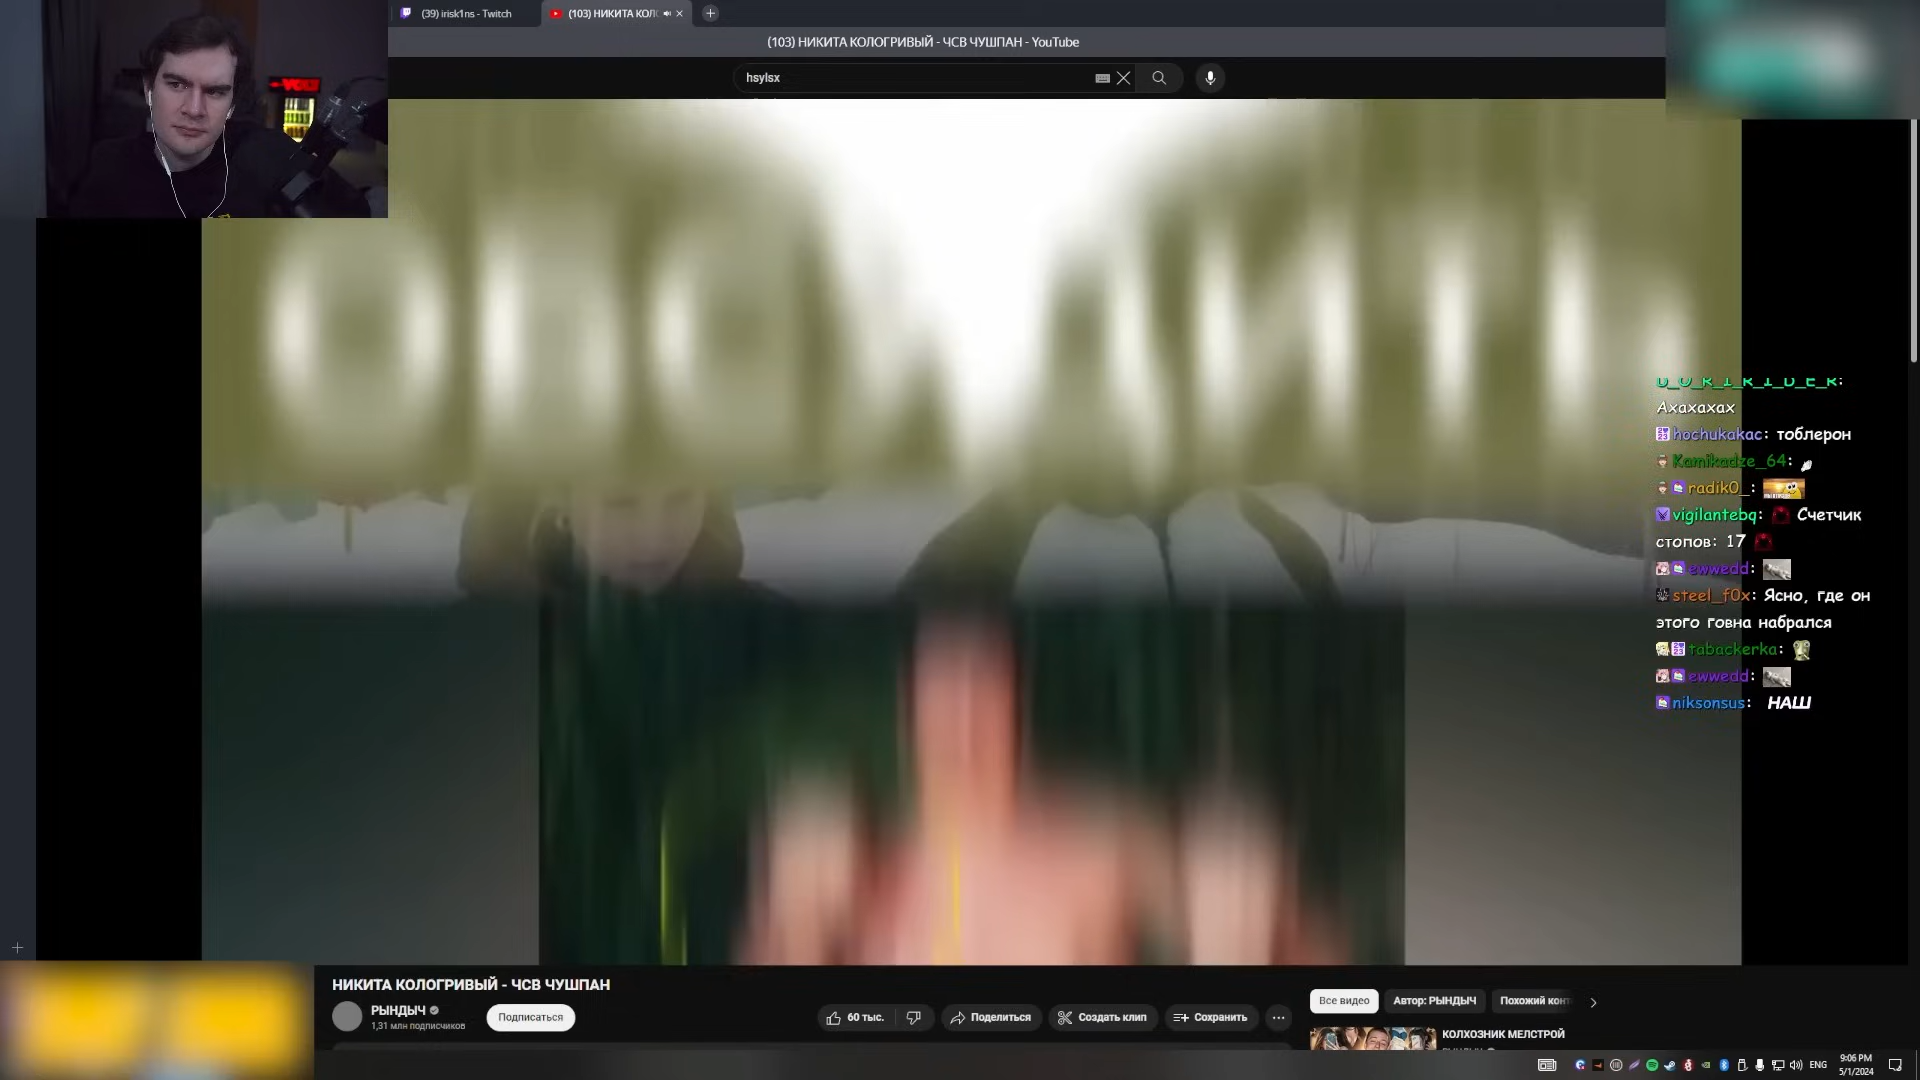 (39) irisk1ns - Twitch
(103) НИКИТА КОЛ
(103) НИКИТА КОЛОГРИВЫЙ - ЧСВ ЧУШПАН - YouTube
hsylsx
U_O_R_I_R_I_D_E_R:
Ахахахах
hochukakac: тоблерон
Kamikadze_64:
radik0_:
vigilantebq: Счетчик
стопов: 17
ewwedd:
steel_f0x: Ясно, где он
этого говна набрался
tabackerka:
ewwedd:
niksonsus: НАШ
НИКИТА КОЛОГРИВЫЙ - ЧСВ ЧУШПАН
РЫНДЫЧ
1,31 млн подписчиков
Подписаться
60 тыс.
Поделиться
Создать клип
Сохранить
Все видео
Автор: РЫНДЫЧ
Похожий конт
КОЛХОЗНИК МЕЛСТРОЙ
ENG
9:06 PM
5/1/2024